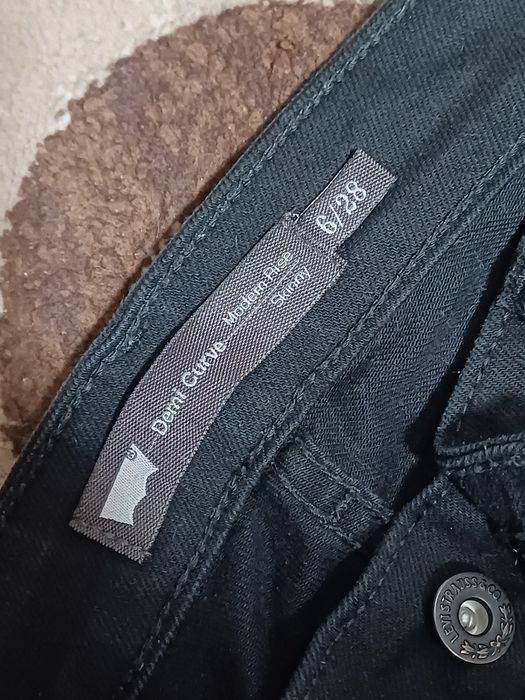 6/28
Demi Curve
Modern Rise
Skinny
®
LEVI STRAUSS & CO.